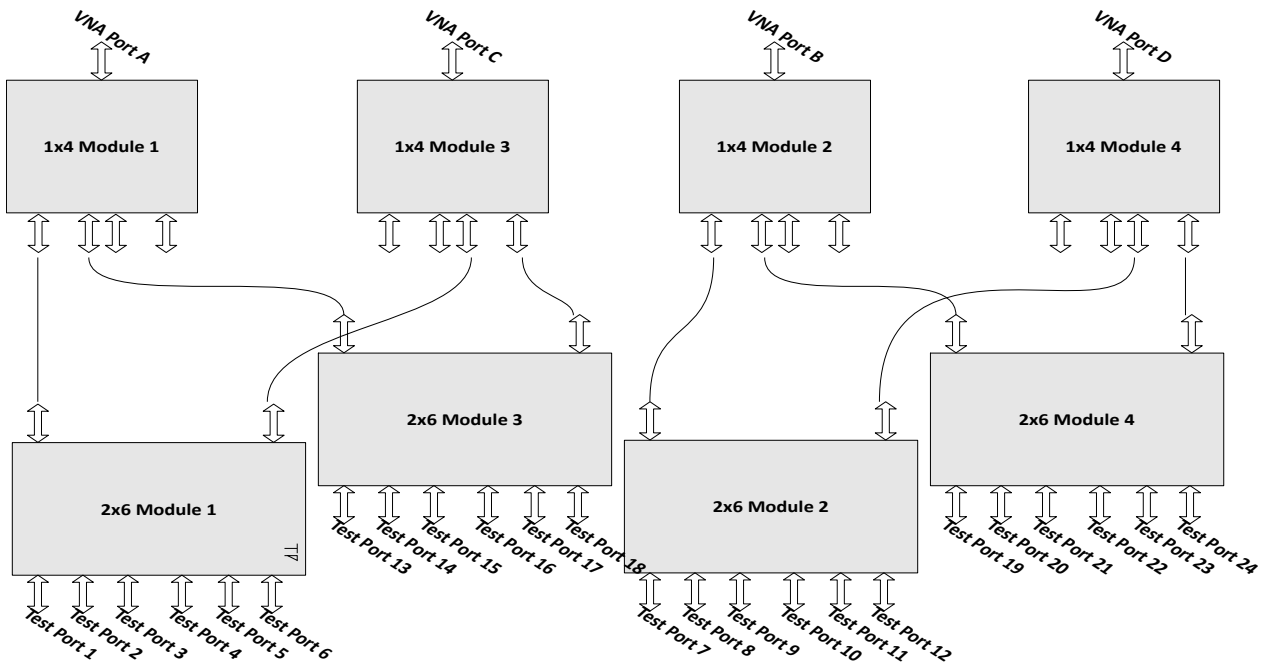 VNA Port A
VNA Port C
VNA Port B
VNA Port D
1x4 Module 1
1x4 Module 3
1x4 Module 2
1x4 Module 4
2x6 Module 3
2x6 Module 4
2x6 Module 1
2x6 Module 2
Test Port 13
Test Port 14
Test Port 15
Test Port 16
Test Port 17
Test Port 18
Test Port 19
Test Port 20
Test Port 21
Test Port 22
Test Port 23
Test Port 24
Test Port 1
Test Port 2
Test Port 3
Test Port 4
Test Port 5
Test Port 6
Test Port 7
Test Port 8
Test Port 9
Test Port 10
Test Port 11
Test Port 12